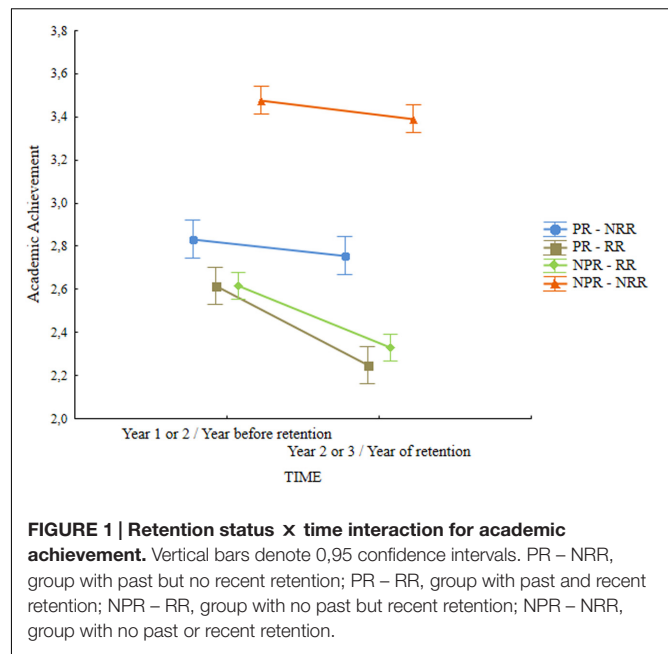 3,8
3,6
3,4
3,2
3,0
2,8
2,6
2,4
2,2
2,0
Academic Achievement
PR - NRR
PR - RR
NPR - RR
NPR - NRR
Year 1 or 2 / Year before retention
Year 2 or 3 / Year of retention
TIME
FIGURE 1 | Retention status × time interaction for academic
achievement. Vertical bars denote 0,95 confidence intervals. PR – NRR,
group with past but no recent retention; PR – RR, group with past and recent
retention; NPR – RR, group with no past but recent retention; NPR – NRR,
group with no past or recent retention.